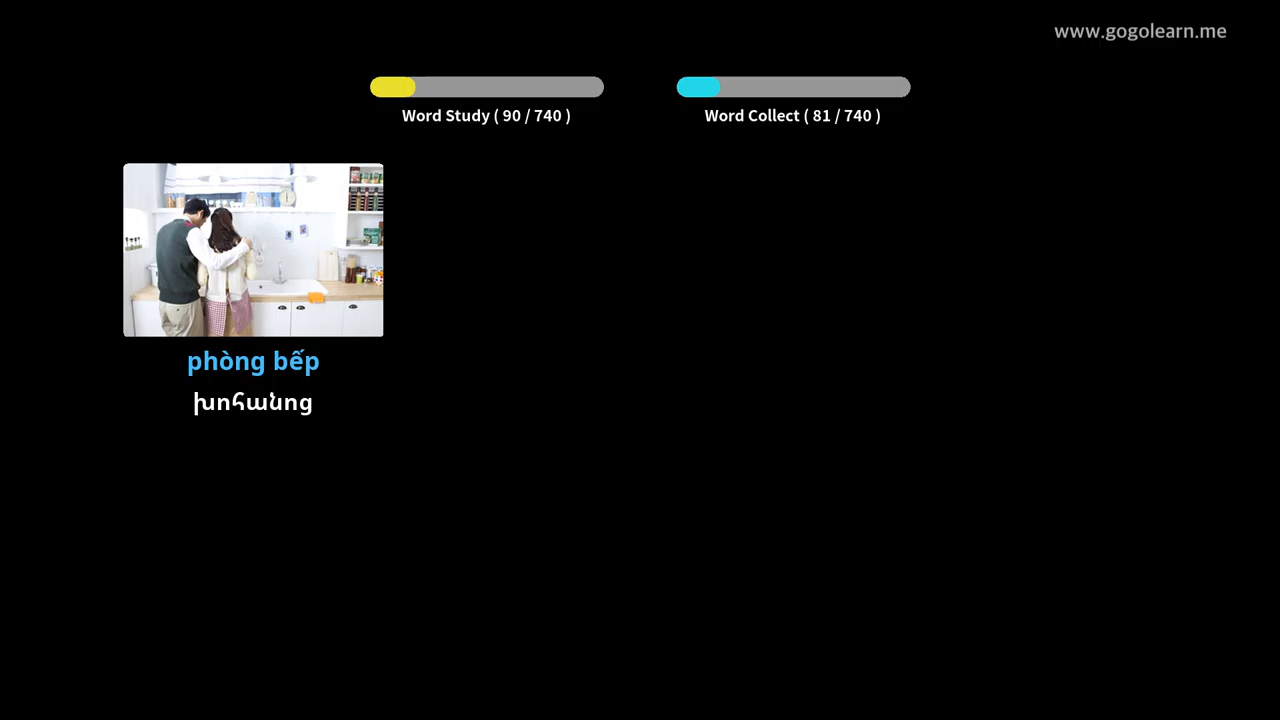 www.gogolearn.me
Word Study ( 90 / 740 )
Word Collect ( 81 / 740 )
phòng bếp
խոհանոց